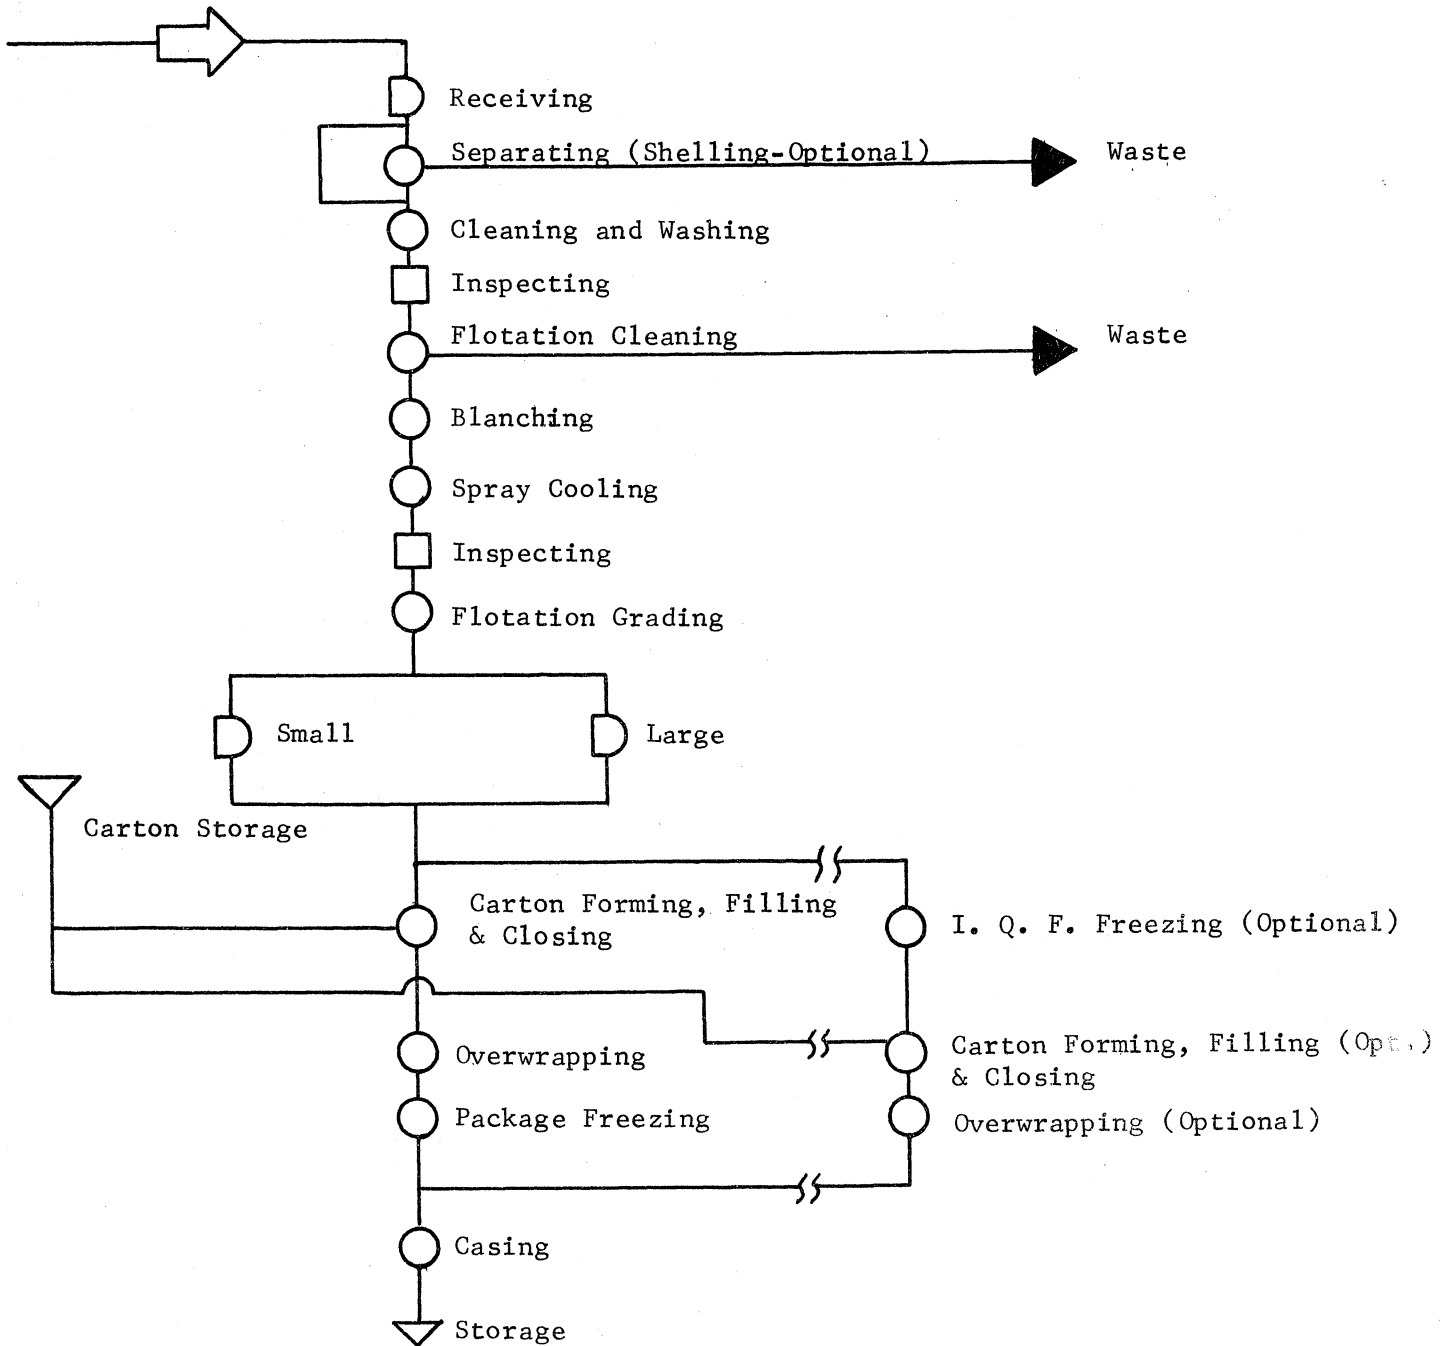 Receiving
Separating (Shelling-Optional)
Waste
Cleaning and Washing
Inspecting
Flotation Cleaning
Waste
Blanching
Spray Cooling
Inspecting
Flotation Grading
Small
Large
Carton Storage
Carton Forming, Filling
& Closing
I. Q. F. Freezing (Optional)
Overwrapping
Carton Forming, Filling (Opt.)
& Closing
Package Freezing
Overwrapping (Optional)
Casing
Storage